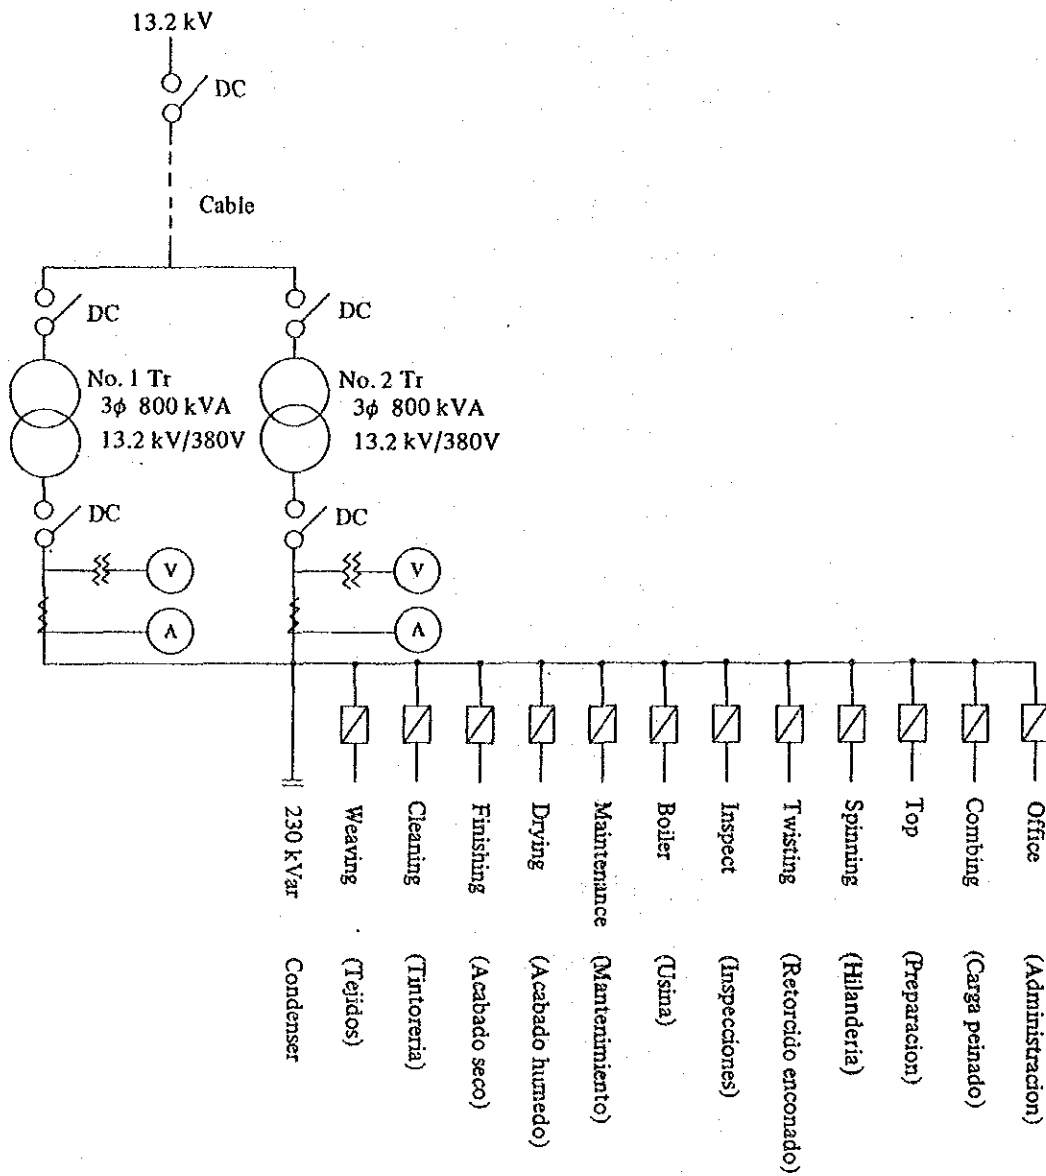 13.2 kV
DC
Cable
DC
DC
No. 1 Tr
3φ 800 kVA
13.2 kV/380V
No. 2 Tr
3φ 800 kVA
13.2 kV/380V
DC
DC
V
V
A
A
230 kVar Condenser
Weaving (Tejidos)
Cleaning (Tintoreria)
Finishing (Acabado seco)
Drying (Acabado humedo)
Maintenance (Mantenimiento)
Boiler (Usina)
Inspect (Inspecciones)
Twisting (Retorcido enconado)
Spinning (Hilanderia)
Top (Preparacion)
Combing (Carga peinado)
Office (Administracion)